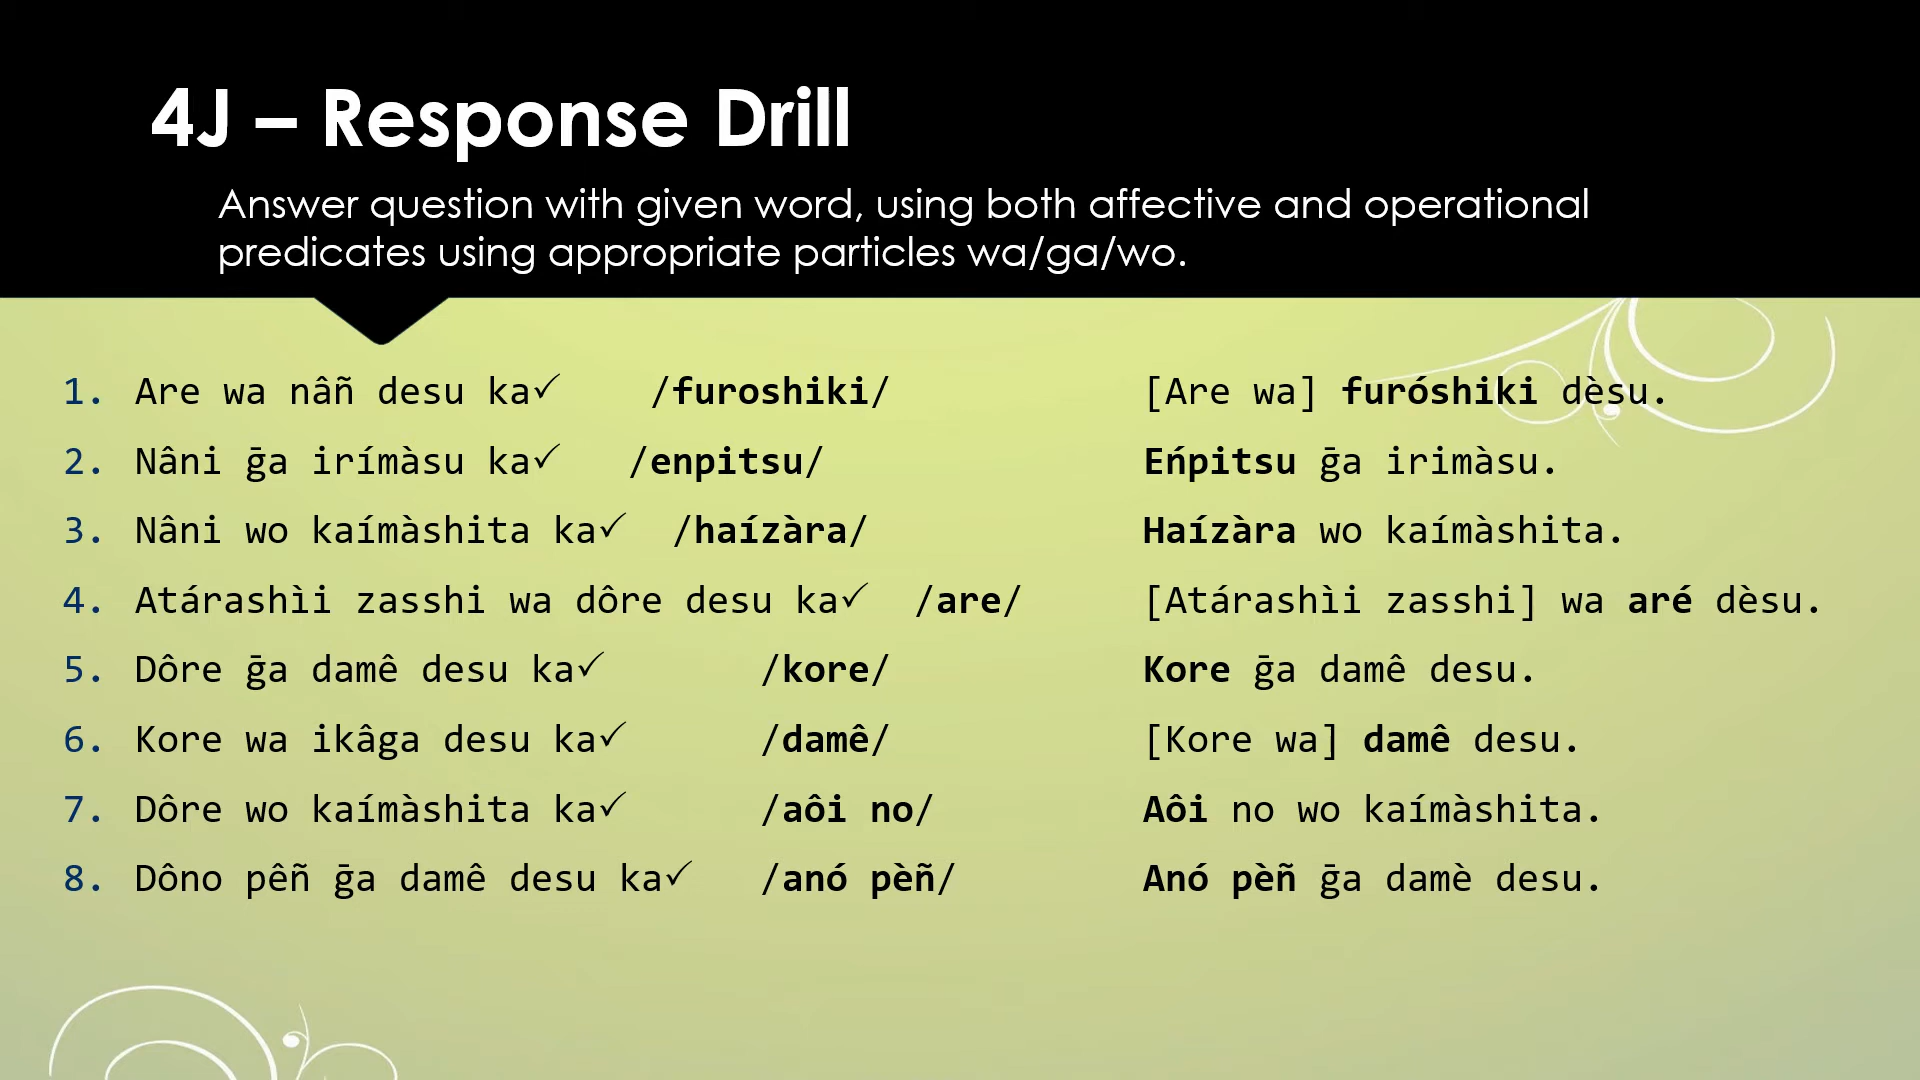 4J – Response Drill
Answer question with given word, using both affective and operational
predicates using appropriate particles wa/ga/wo.
1. Are wa nâñ desu ka✓ /furoshiki/ [Are wa] furóshiki dèsu.
2. Nâni ḡa irímàsu ka✓ /enpitsu/ Eńpitsu ḡa irimàsu.
3. Nâni wo kaímàshita ka✓ /haízàra/ Haízàra wo kaímàshita.
4. Atárashìi zasshi wa dôre desu ka✓ /are/ [Atárashìi zasshi] wa aré dèsu.
5. Dôre ḡa damê desu ka✓ /kore/ Kore ḡa damê desu.
6. Kore wa ikâga desu ka✓ /damê/ [Kore wa] damê desu.
7. Dôre wo kaímàshita ka✓ /aôi no/ Aôi no wo kaímàshita.
8. Dôno pêñ ḡa damê desu ka✓ /anó pèñ/ Anó pèñ ḡa damè desu.